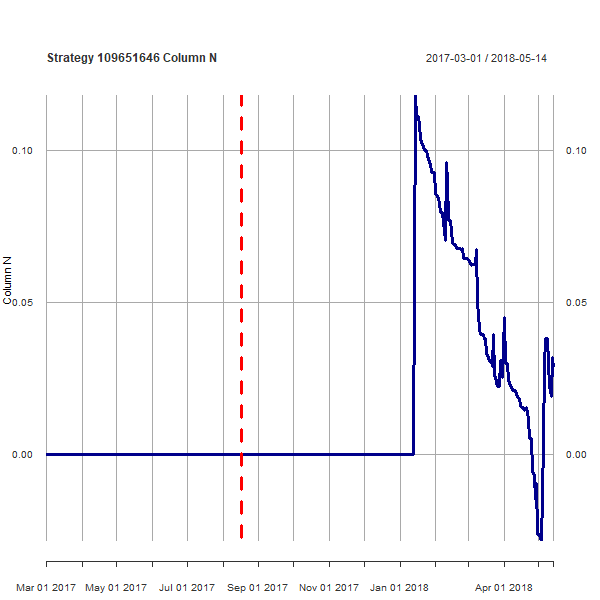 Strategy 109651646 Column N
2017-03-01 / 2018-05-14
0.10
0.10
Column N
0.05
0.05
0.00
0.00
Mar 01 2017
May 01 2017
Jul 01 2017
Sep 01 2017
Nov 01 2017
Jan 01 2018
Apr 01 2018